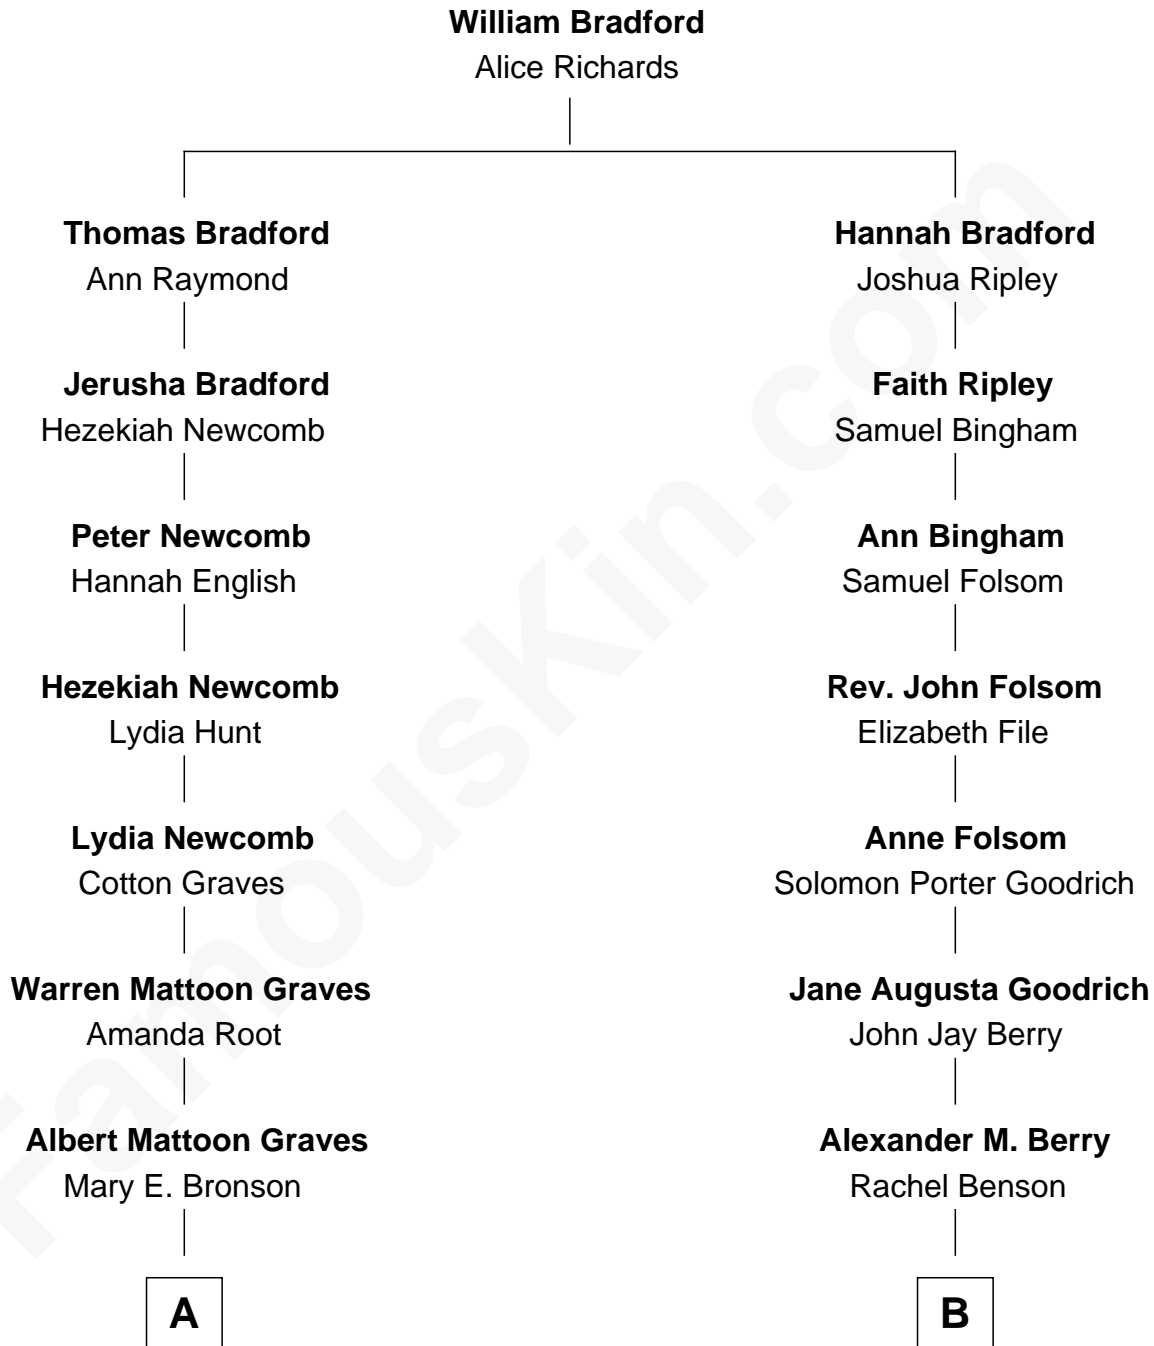 William Bradford
Alice Richards
Thomas Bradford
Ann Raymond
Hannah Bradford
Joshua Ripley
Jerusha Bradford
Hezekiah Newcomb
Faith Ripley
Samuel Bingham
Peter Newcomb
Hannah English
Ann Bingham
Samuel Folsom
Hezekiah Newcomb
Lydia Hunt
Rev. John Folsom
Elizabeth File
Lydia Newcomb
Cotton Graves
Anne Folsom
Solomon Porter Goodrich
Warren Mattoon Graves
Amanda Root
Jane Augusta Goodrich
John Jay Berry
Albert Mattoon Graves
Mary E. Bronson
Alexander M. Berry
Rachel Benson
A
B
FamousKin.com